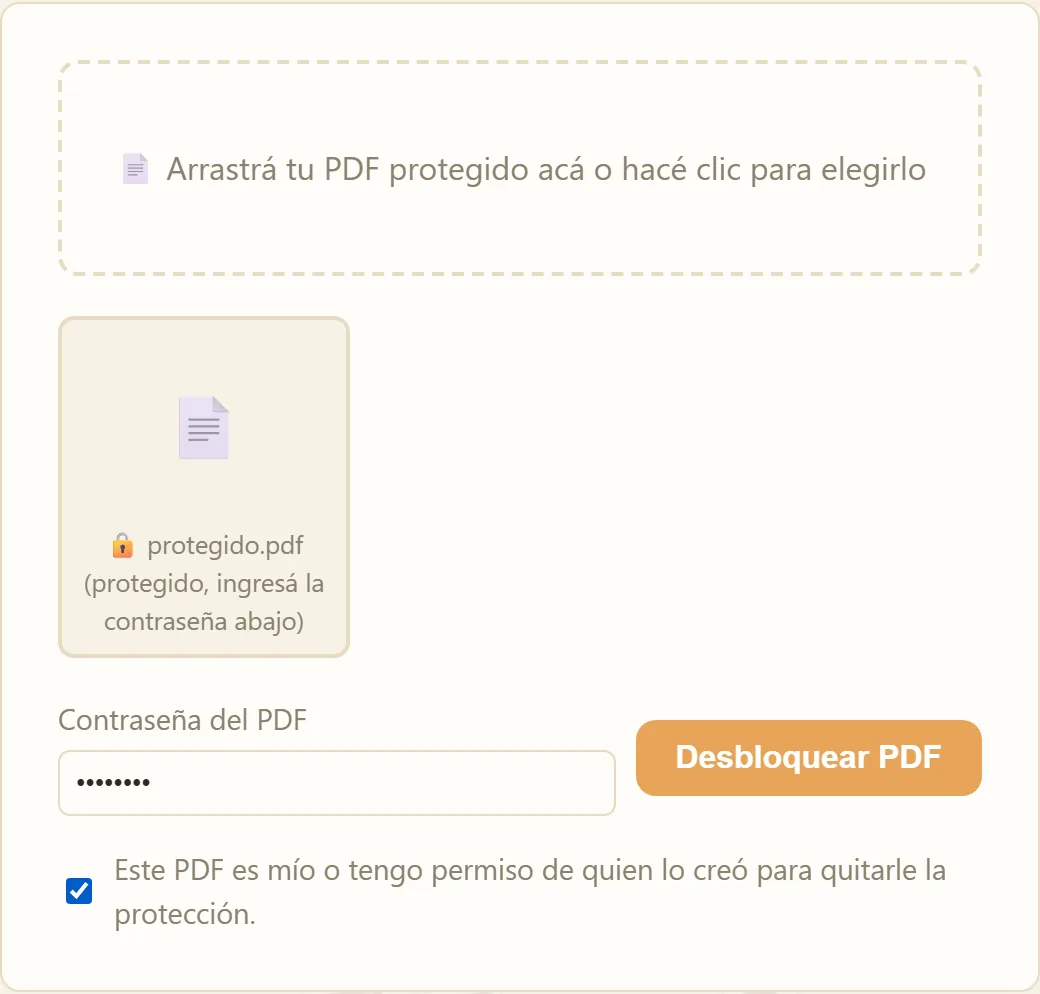 Arrastrá tu PDF protegido acá o hacé clic para elegirlo
protegido.pdf
(protegido, ingresá la
contraseña abajo)
Contraseña del PDF
••••••••
Desbloquear PDF
Este PDF es mío o tengo permiso de quien lo creó para quitarle la
protección.